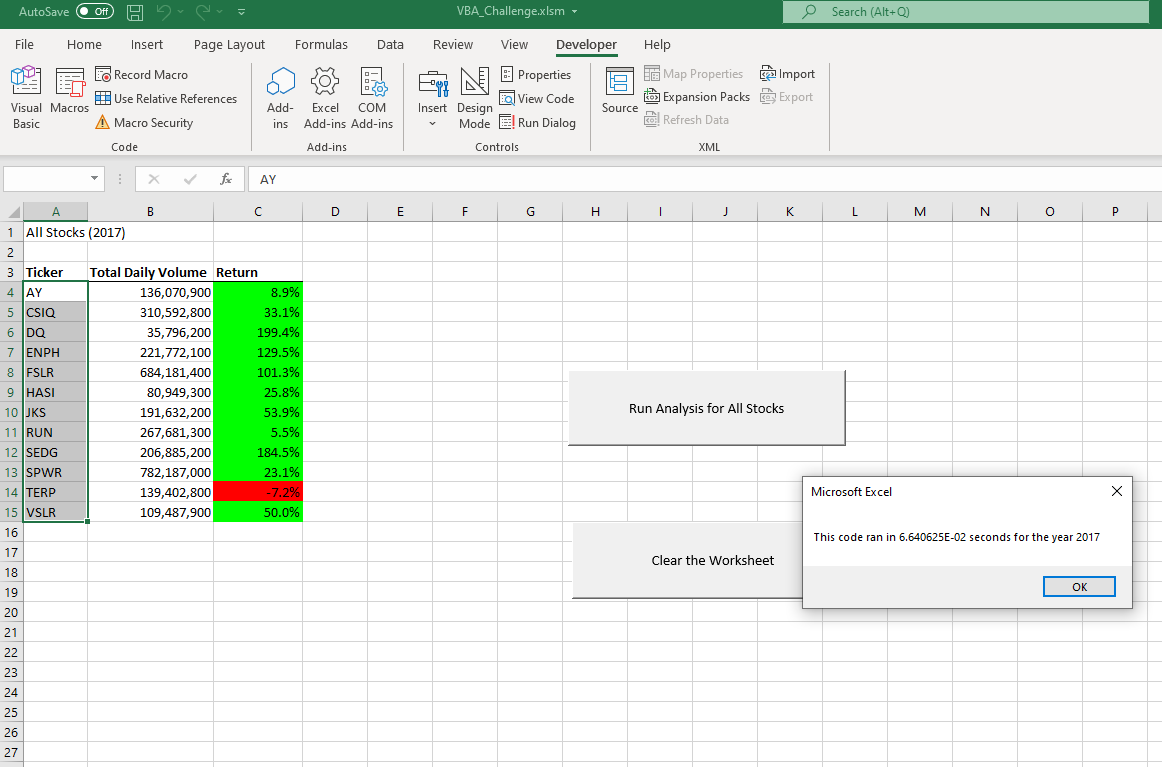 AutoSave Off VBA_Challenge.xlsm Search (Alt+Q)
File Home Insert Page Layout Formulas Data Review View Developer Help
Visual Basic
Macros
Record Macro
Use Relative References
Macro Security
Code
Add-ins
Excel Add-ins
COM Add-ins
Add-ins
Insert
Design Mode
Properties
View Code
Run Dialog
Controls
Source
Map Properties
Expansion Packs
Refresh Data
Import
Export
XML
fx AY
A B C D E F G H I J K L M N O P
1 All Stocks (2017)
2
3 Ticker Total Daily Volume Return
4 AY 136,070,900 8.9%
5 CSIQ 310,592,800 33.1%
6 DQ 35,796,200 199.4%
7 ENPH 221,772,100 129.5%
8 FSLR 684,181,400 101.3%
9 HASI 80,949,300 25.8%
10 JKS 191,632,200 53.9%
11 RUN 267,681,300 5.5%
12 SEDG 206,885,200 184.5%
13 SPWR 782,187,000 23.1%
14 TERP 139,402,800 -7.2%
15 VSLR 109,487,900 50.0%
16
17
18
19
20
21
22
23
24
25
26
27
Run Analysis for All Stocks
Clear the Worksheet
Microsoft Excel
This code ran in 6.640625E-02 seconds for the year 2017
OK